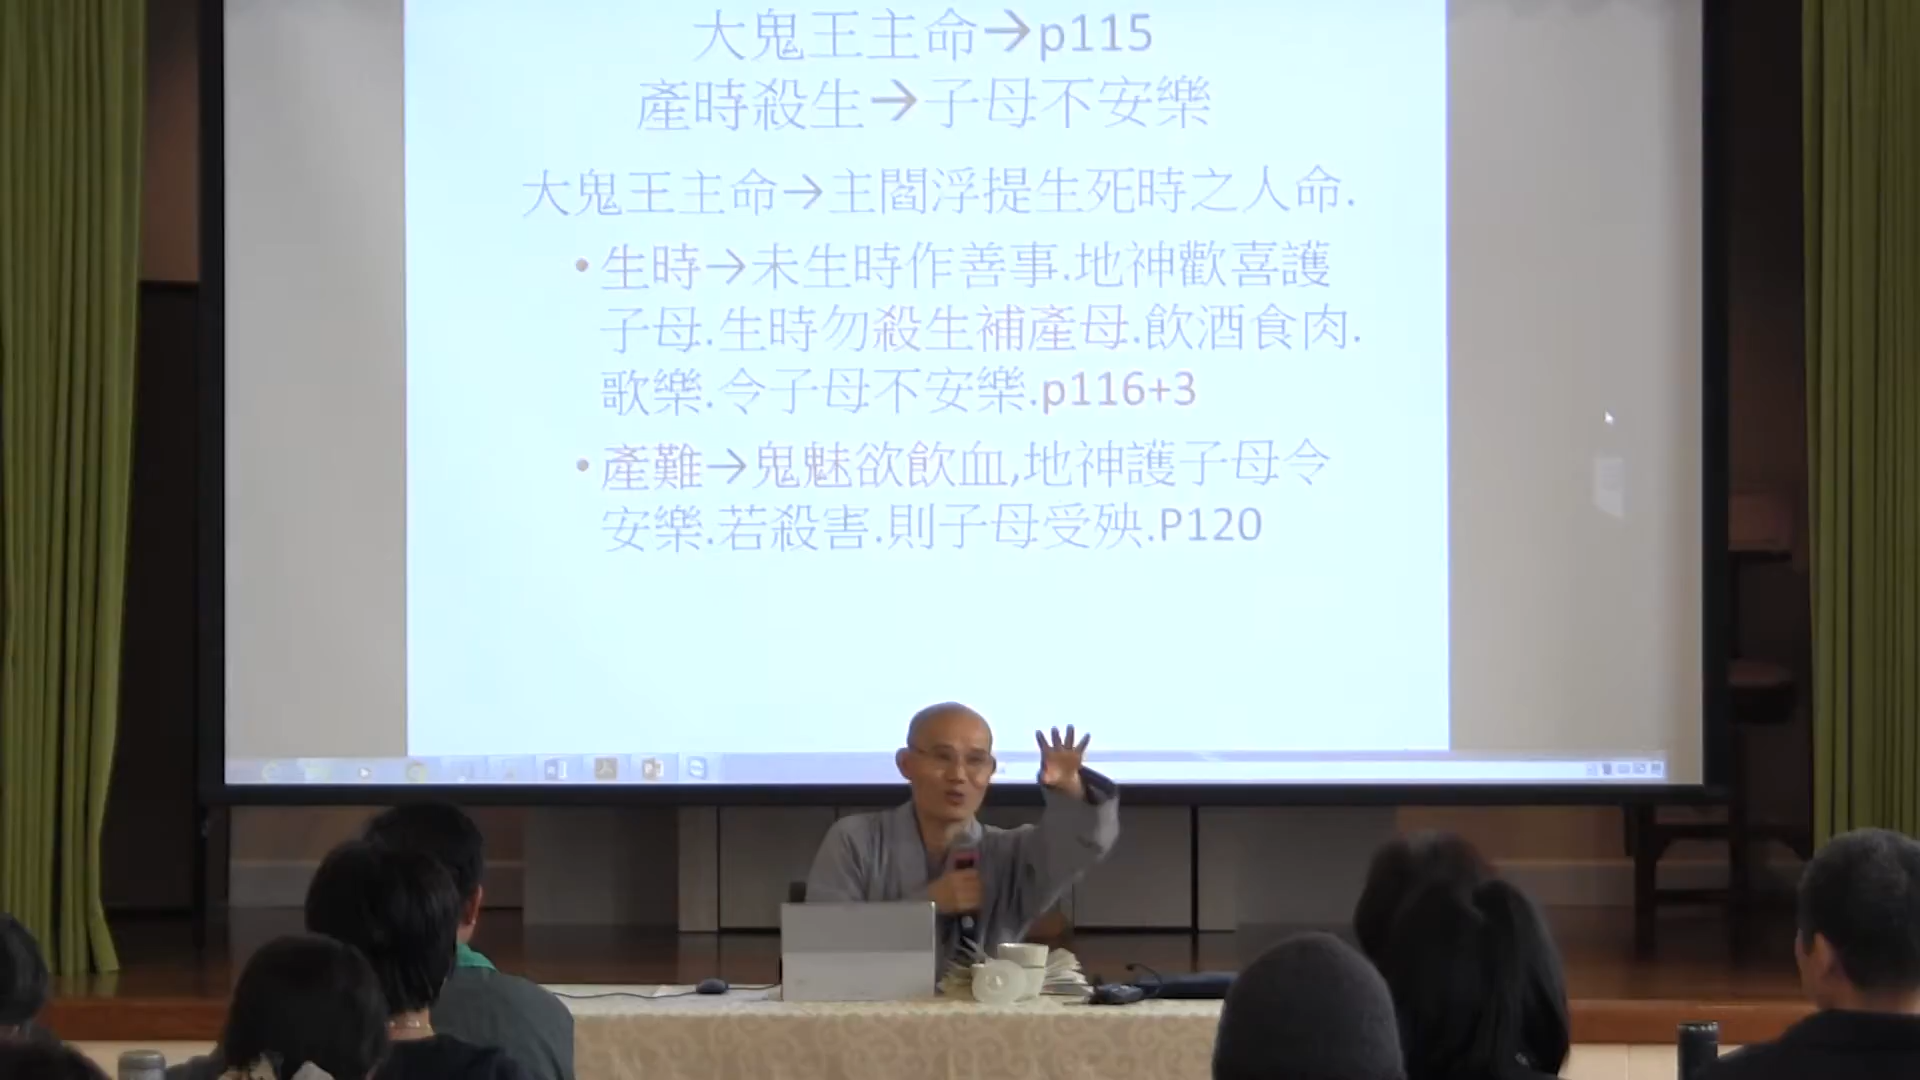 大鬼王主命→p115
產時殺生→子母不安樂
大鬼王主命→主閻浮提生死時之人命.
• 生時→未生時作善事.地神歡喜護
子母.生時勿殺生補產母.飲酒食肉.
歌樂.令子母不安樂.p116+3
• 產難→鬼魅欲飲血,地神護子母令
安樂.若殺害.則子母受殃.P120